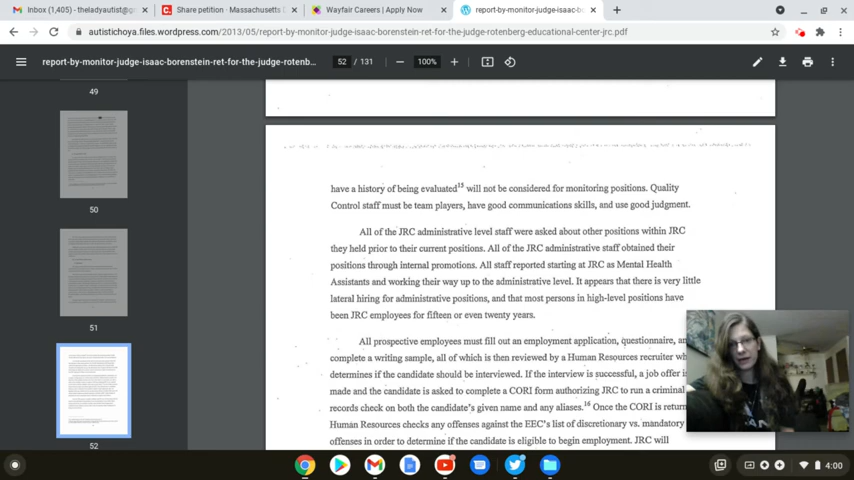 Inbox (1,405) - theladyautist@g
Share petition · Massachusetts D
Wayfair Careers | Apply Now
report-by-monitor-judge-isaac-bo
autistichoya.files.wordpress.com/2013/05/report-by-monitor-judge-isaac-borenstein-ret-for-the-judge-rotenberg-educational-center-jrc.pdf
report-by-monitor-judge-isaac-borenstein-ret-for-the-judge-rotenb...
52 / 131
100%
49
50
51
52
have a history of being evaluated15 will not be considered for monitoring positions. Quality
Control staff must be team players, have good communications skills, and use good judgment.
All of the JRC administrative level staff were asked about other positions within JRC
they held prior to their current positions. All of the JRC administrative staff obtained their
positions through internal promotions. All staff reported starting at JRC as Mental Health
Assistants and working their way up to the administrative level. It appears that there is very little
lateral hiring for administrative positions, and that most persons in high-level positions have
been JRC employees for fifteen or even twenty years.
All prospective employees must fill out an employment application, questionnaire, an
complete a writing sample, all of which is then reviewed by a Human Resources recruiter wh
determines if the candidate should be interviewed. If the interview is successful, a job offer is
made and the candidate is asked to complete a CORI form authorizing JRC to run a criminal
records check on both the candidate's given name and any aliases.16 Once the CORI is return
Human Resources checks any offenses against the EEC's list of discretionary vs. mandatory
offenses in order to determine if the candidate is eligible to begin employment. JRC will
4:00